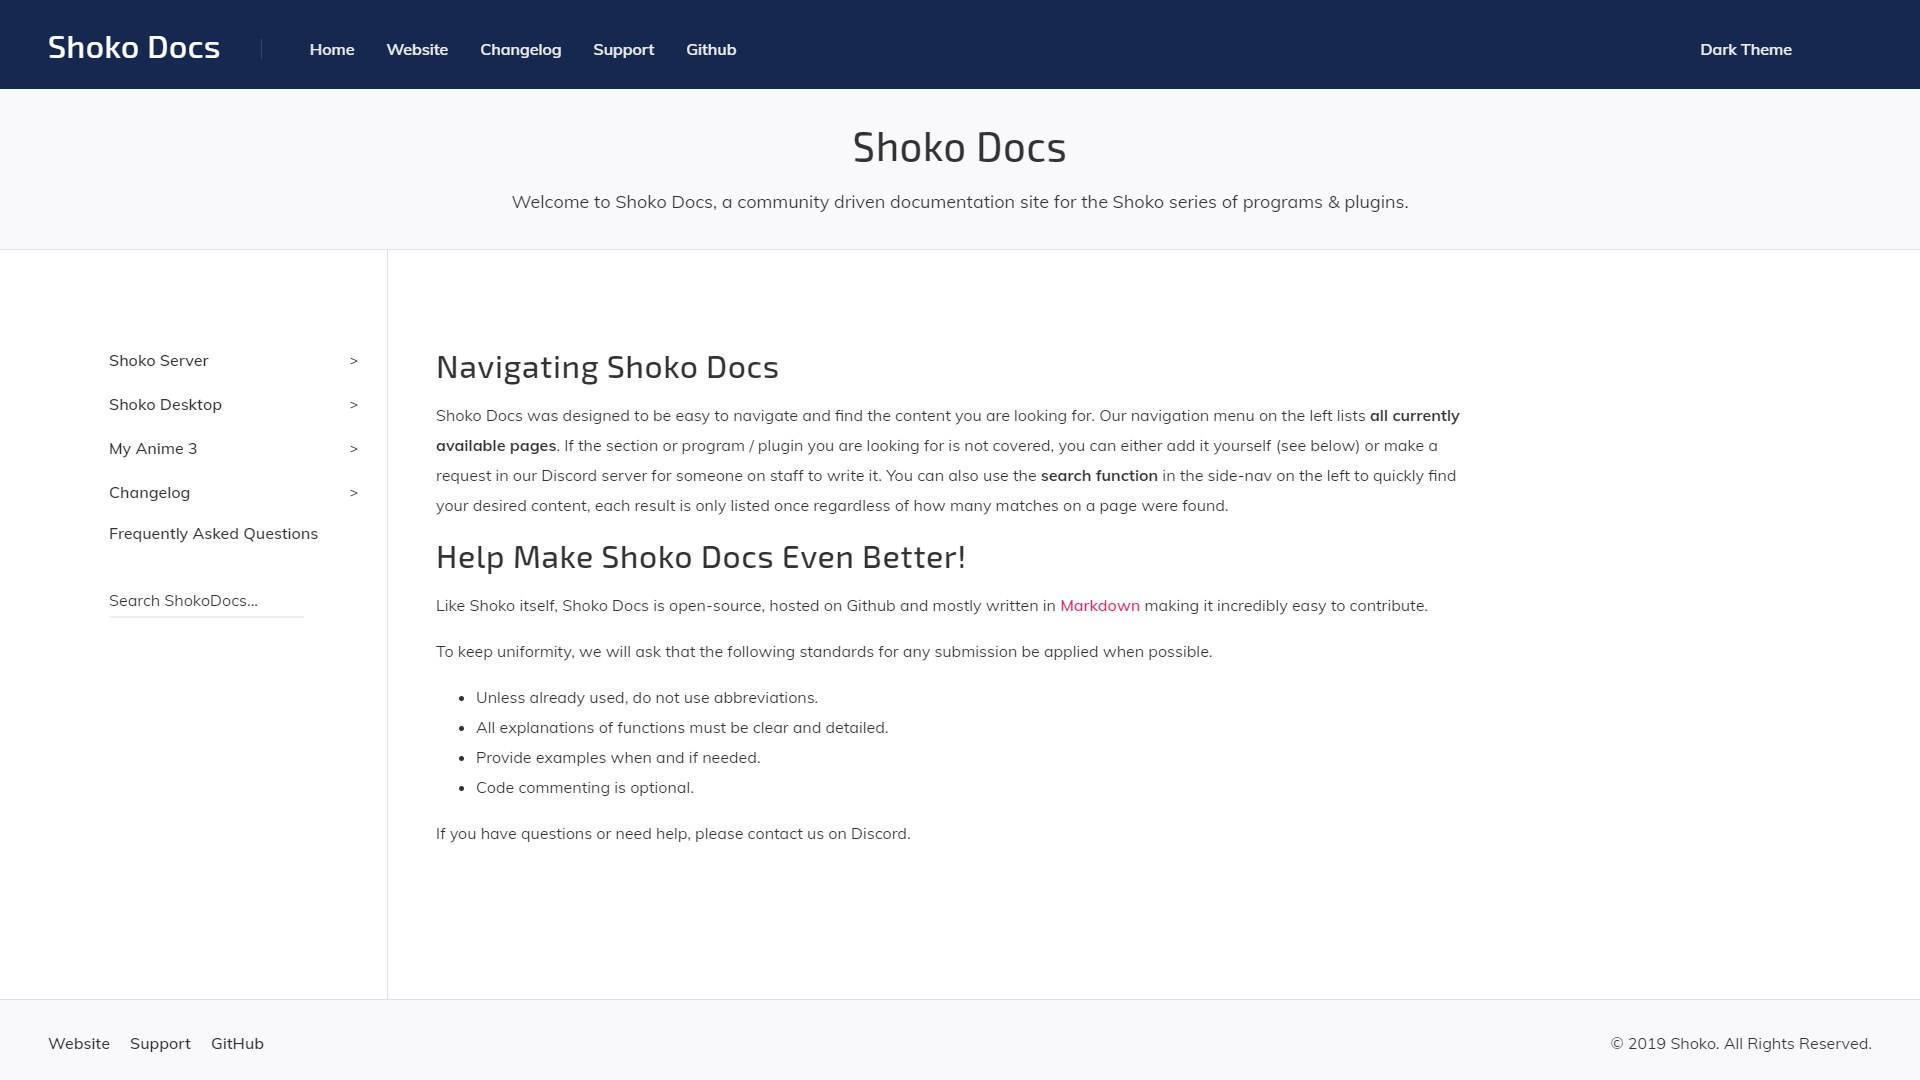 Shoko Docs
Home Website Changelog Support Github
Dark Theme
Shoko Docs
Welcome to Shoko Docs, a community driven documentation site for the Shoko series of programs & plugins.
Shoko Server >
Shoko Desktop >
My Anime 3 >
Changelog >
Frequently Asked Questions
Search ShokoDocs...
Navigating Shoko Docs
Shoko Docs was designed to be easy to navigate and find the content you are looking for. Our navigation menu on the left lists all currently
available pages. If the section or program / plugin you are looking for is not covered, you can either add it yourself (see below) or make a
request in our Discord server for someone on staff to write it. You can also use the search function in the side-nav on the left to quickly find
your desired content, each result is only listed once regardless of how many matches on a page were found.
Help Make Shoko Docs Even Better!
Like Shoko itself, Shoko Docs is open-source, hosted on Github and mostly written in Markdown making it incredibly easy to contribute.
To keep uniformity, we will ask that the following standards for any submission be applied when possible.
• Unless already used, do not use abbreviations.
• All explanations of functions must be clear and detailed.
• Provide examples when and if needed.
• Code commenting is optional.
If you have questions or need help, please contact us on Discord.
Website Support GitHub
© 2019 Shoko. All Rights Reserved.